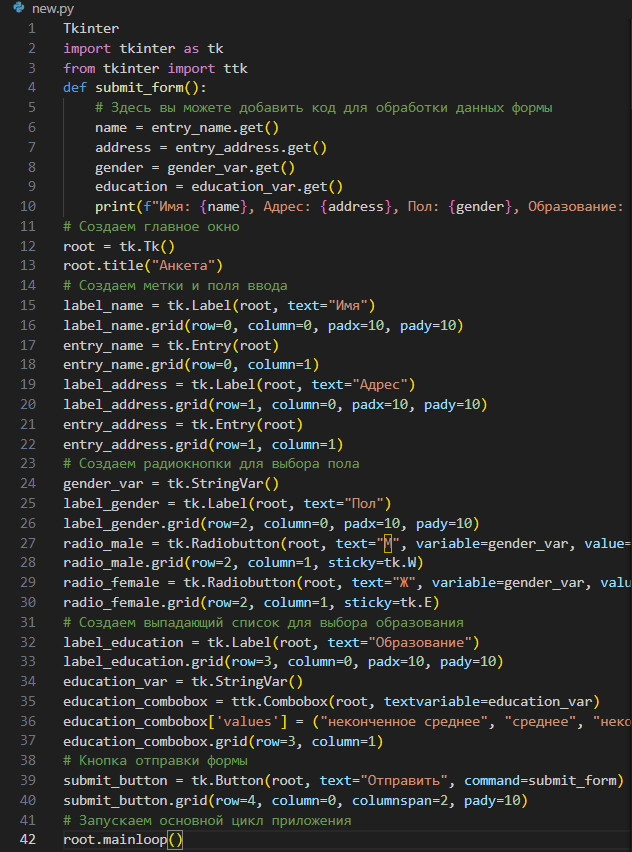 new.py
1 Tkinter
2 import tkinter as tk
3 from tkinter import ttk
4 def submit_form():
5     # Здесь вы можете добавить код для обработки данных формы
6     name = entry_name.get()
7     address = entry_address.get()
8     gender = gender_var.get()
9     education = education_var.get()
10     print(f"Имя: {name}, Адрес: {address}, Пол: {gender}, Образование:
11 # Создаем главное окно
12 root = tk.Tk()
13 root.title("Анкета")
14 # Создаем метки и поля ввода
15 label_name = tk.Label(root, text="Имя")
16 label_name.grid(row=0, column=0, padx=10, pady=10)
17 entry_name = tk.Entry(root)
18 entry_name.grid(row=0, column=1)
19 label_address = tk.Label(root, text="Адрес")
20 label_address.grid(row=1, column=0, padx=10, pady=10)
21 entry_address = tk.Entry(root)
22 entry_address.grid(row=1, column=1)
23 # Создаем радиокнопки для выбора пола
24 gender_var = tk.StringVar()
25 label_gender = tk.Label(root, text="Пол")
26 label_gender.grid(row=2, column=0, padx=10, pady=10)
27 radio_male = tk.Radiobutton(root, text="М", variable=gender_var, value=
28 radio_male.grid(row=2, column=1, sticky=tk.W)
29 radio_female = tk.Radiobutton(root, text="Ж", variable=gender_var, valu
30 radio_female.grid(row=2, column=1, sticky=tk.E)
31 # Создаем выпадающий список для выбора образования
32 label_education = tk.Label(root, text="Образование")
33 label_education.grid(row=3, column=0, padx=10, pady=10)
34 education_var = tk.StringVar()
35 education_combobox = ttk.Combobox(root, textvariable=education_var)
36 education_combobox['values'] = ("неконченное среднее", "среднее", "неко
37 education_combobox.grid(row=3, column=1)
38 # Кнопка отправки формы
39 submit_button = tk.Button(root, text="Отправить", command=submit_form)
40 submit_button.grid(row=4, column=0, columnspan=2, pady=10)
41 # Запускаем основной цикл приложения
42 root.mainloop()